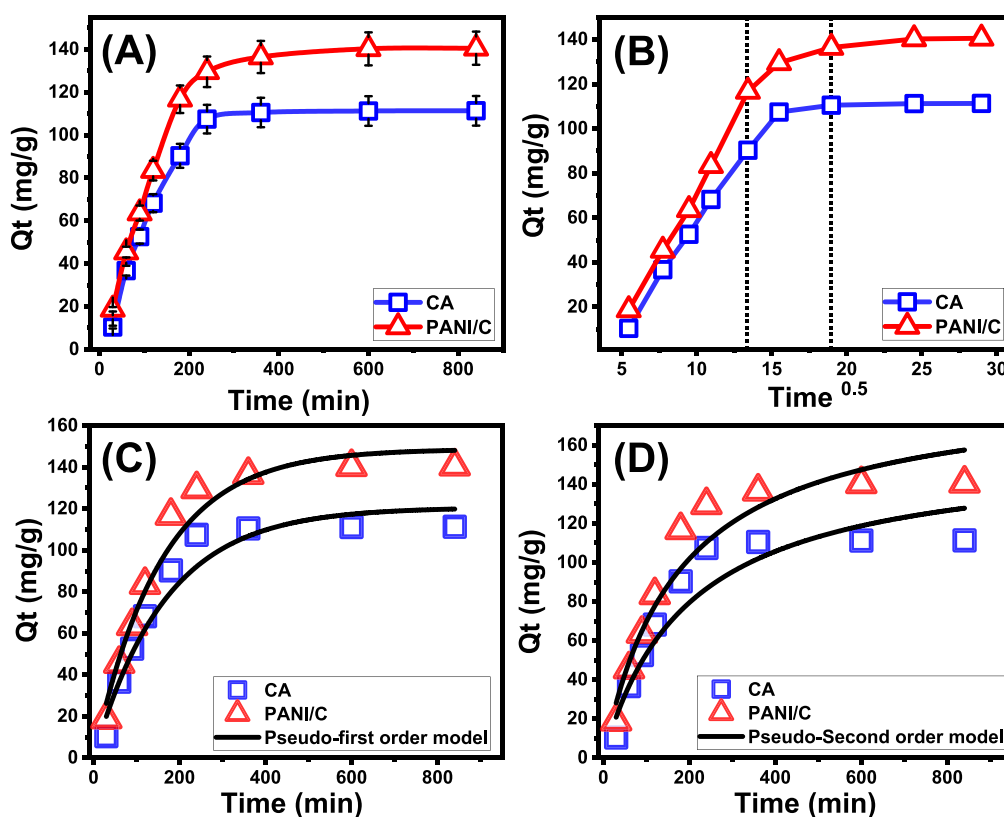 (A)
Qt (mg/g)
140
120
100
80
60
40
20
0
0 200 400 600 800
Time (min)
CA
PANI/C
(B)
Qt (mg/g)
140
120
100
80
60
40
20
5 10 15 20 25 30
Time 0.5
CA
PANI/C
(C)
Qt (mg/g)
160
140
120
100
80
60
40
20
0
0 200 400 600 800
Time (min)
CA
PANI/C
Pseudo-first order model
(D)
Qt (mg/g)
160
140
120
100
80
60
40
20
0
0 200 400 600 800
Time (min)
CA
PANI/C
Pseudo-Second order model